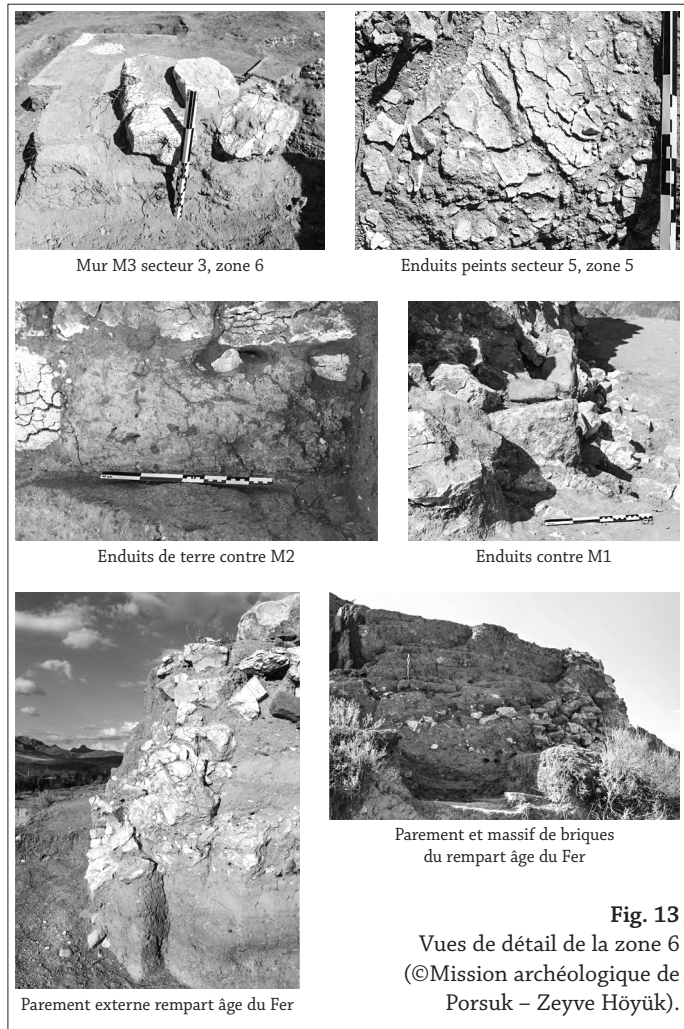 Mur M3 secteur 3, zone 6
Enduits peints secteur 5, zone 5
Enduits de terre contre M2
Enduits contre M1
Parement et massif de briques
du rempart âge du Fer
Parement externe rempart âge du Fer
Fig. 13
Vues de détail de la zone 6
(©Mission archéologique de
Porsuk – Zeyve Höyük).